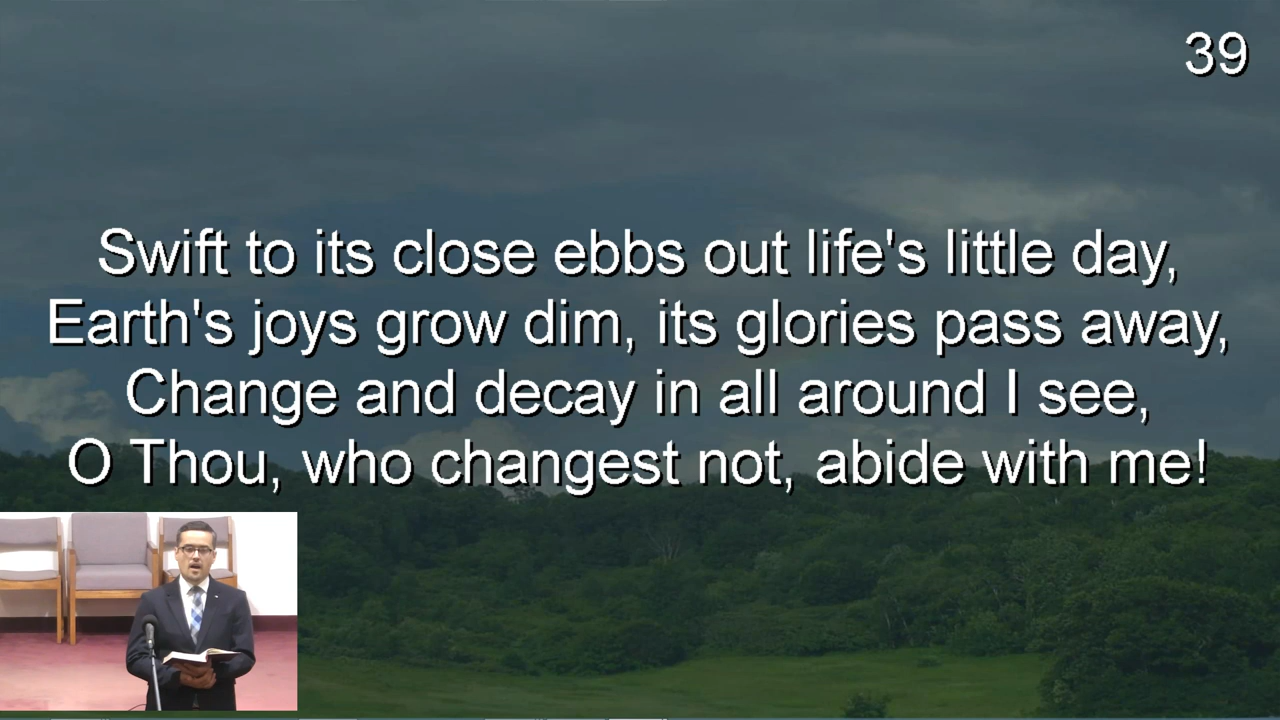 39
Swift to its close ebbs out life's little day,
Earth's joys grow dim, its glories pass away,
Change and decay in all around I see,
O Thou, who changest not, abide with me!